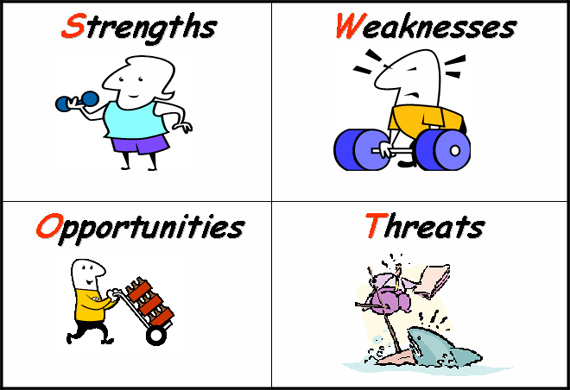 Strengths
Weaknesses
Opportunities
Threats